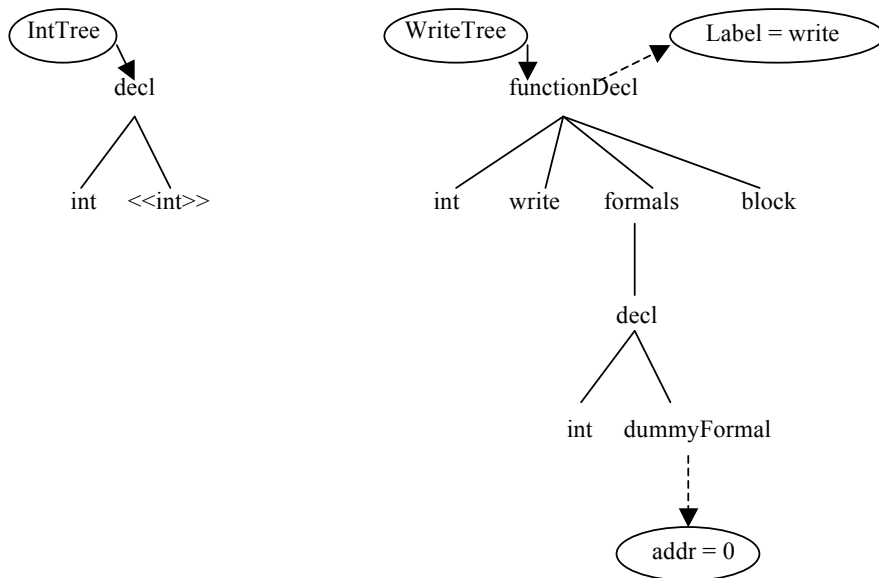 IntTree WriteTree Label = write
decl functionDecl
int <<int>> int write formals block
decl
int dummyFormal
addr = 0